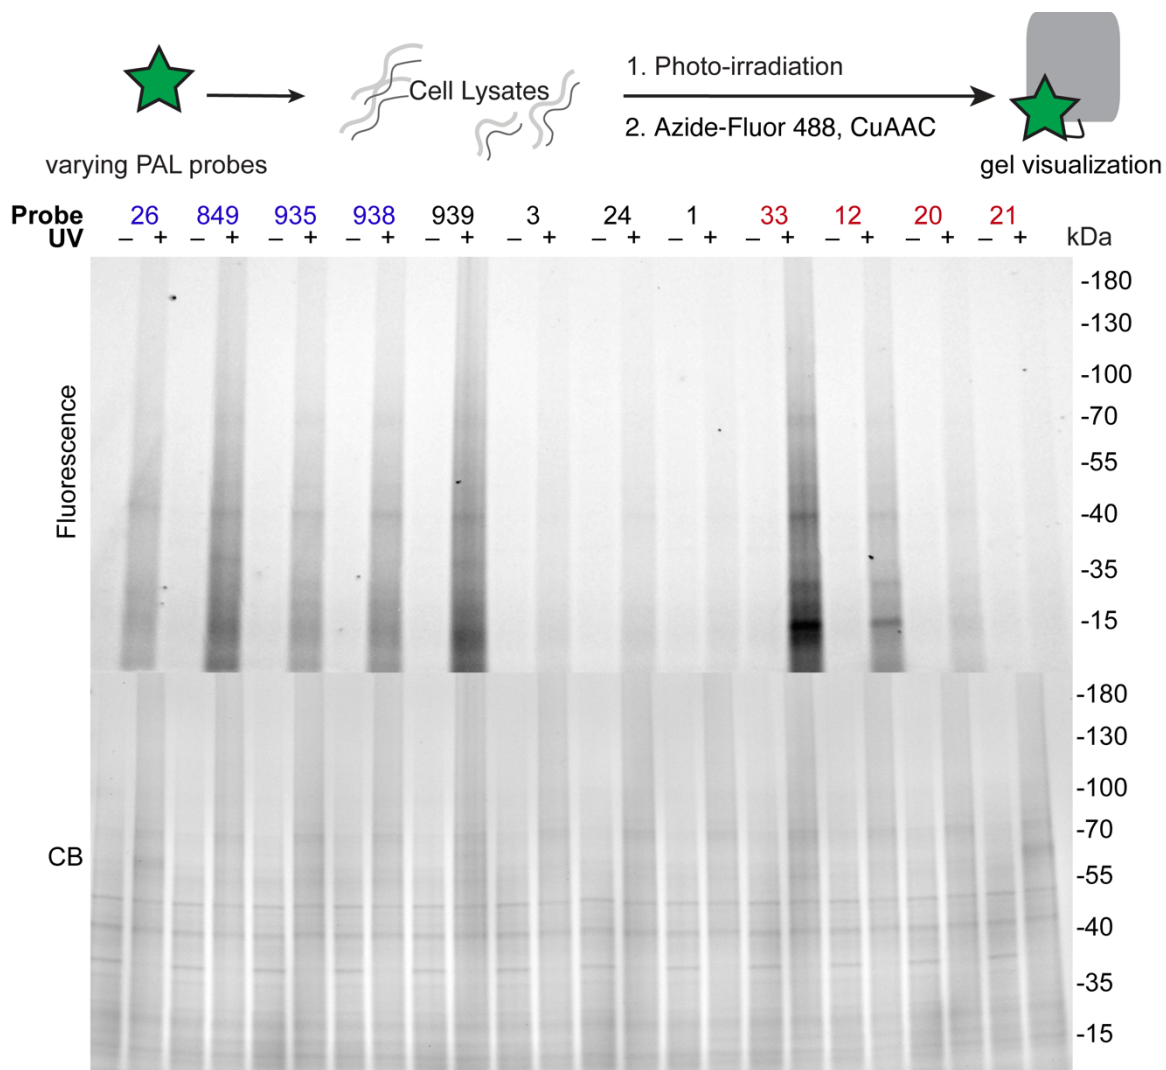 1. Photo-irradiation
Cell Lysates
2. Azide-Fluor 488, CuAAC
varying PAL probes
gel visualization
Probe 26 849 935 938 939 3 24 1 33 12 20 21
UV – + – + – + – + – + – + – + – + – + – + – + – + kDa
Fluorescence
-180
-130
-100
-70
-55
-40
-35
-15
CB
-180
-130
-100
-70
-55
-40
-35
-15